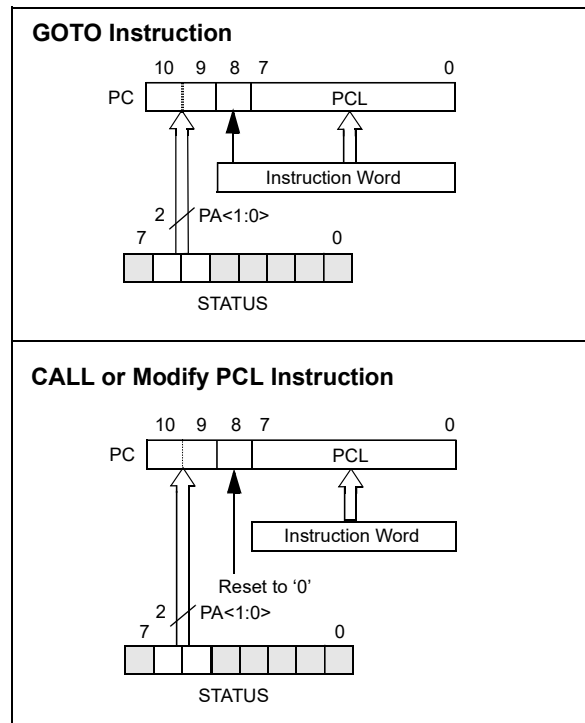 GOTO Instruction
10 9 8 7 0
PC PCL
Instruction Word
2 PA<1:0>
7 0
STATUS
CALL or Modify PCL Instruction
10 9 8 7 0
PC PCL
Instruction Word
Reset to ‘0’
2 PA<1:0>
7 0
STATUS